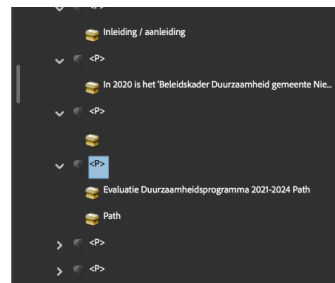 <P>
Inleiding / aanleiding
<P>
In 2020 is het 'Beleidskader Duurzaamheid gemeente Nie...
<P>
<P>
Evaluatie Duurzaamheidsprogramma 2021-2024 Path
Path
<P>
<P>